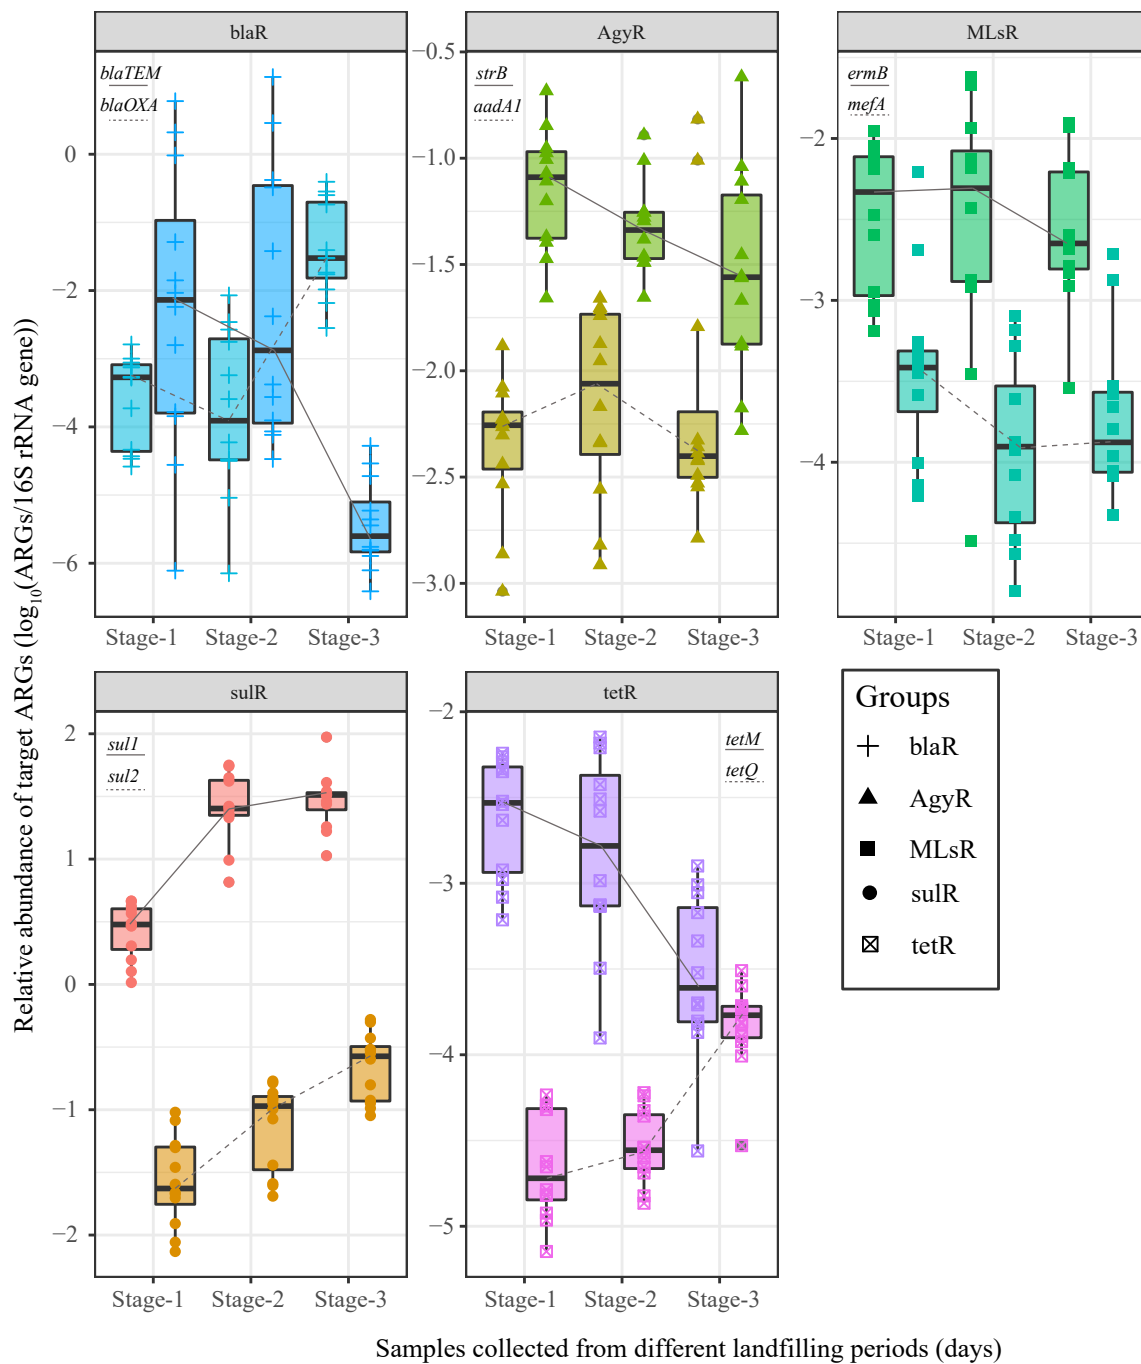 blaR
AgyR
MLsR
blaTEM
blaOXA
strB
aadA1
ermB
mefA
0
−2
−4
−6
−0.5
−1.0
−1.5
−2.0
−2.5
−3.0
−2
−3
−4
Stage-1 Stage-2 Stage-3
Stage-1 Stage-2 Stage-3
Stage-1 Stage-2 Stage-3
Relative abundance of target ARGs (log10(ARGs/16S rRNA gene))
sulR
tetR
sul1
sul2
tetM
tetQ
2
1
0
−1
−2
−2
−3
−4
−5
Stage-1 Stage-2 Stage-3
Stage-1 Stage-2 Stage-3
Groups
blaR
AgyR
MLsR
sulR
tetR
Samples collected from different landfilling periods (days)